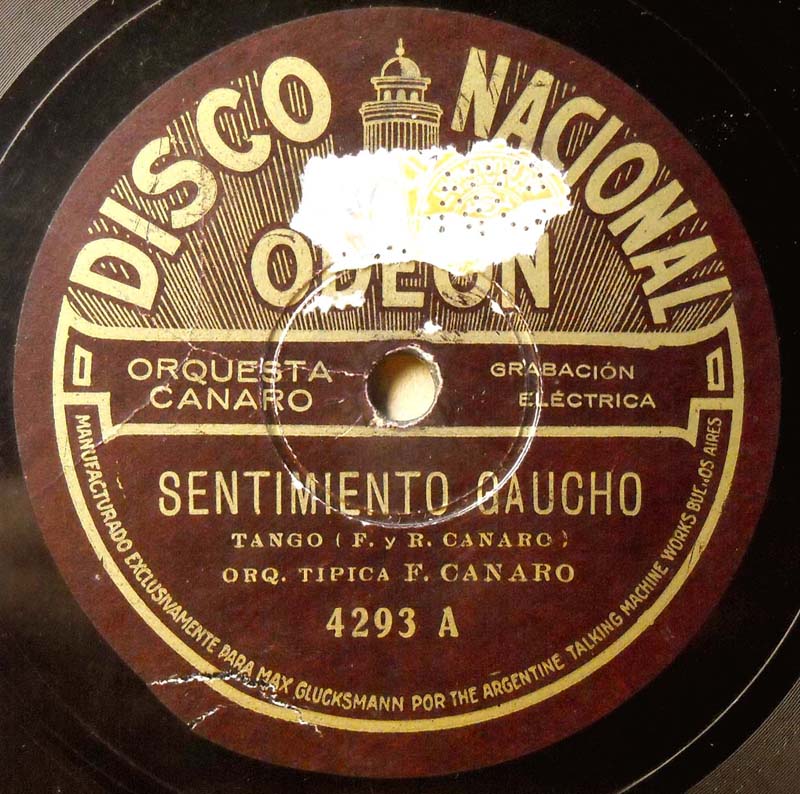 DISCO NACIONAL
ODEON
ORQUESTA
CANARO
GRABACIÓN
ELÉCTRICA
SENTIMIENTO GAUCHO
TANGO (F. y R. CANARO)
ORQ. TIPICA F. CANARO
4293 A
MANUFACTURADO EXCLUSIVAMENTE PARA MAX GLUCKSMANN POR THE ARGENTINE TALKING MACHINE WORKS BUENOS AIRES